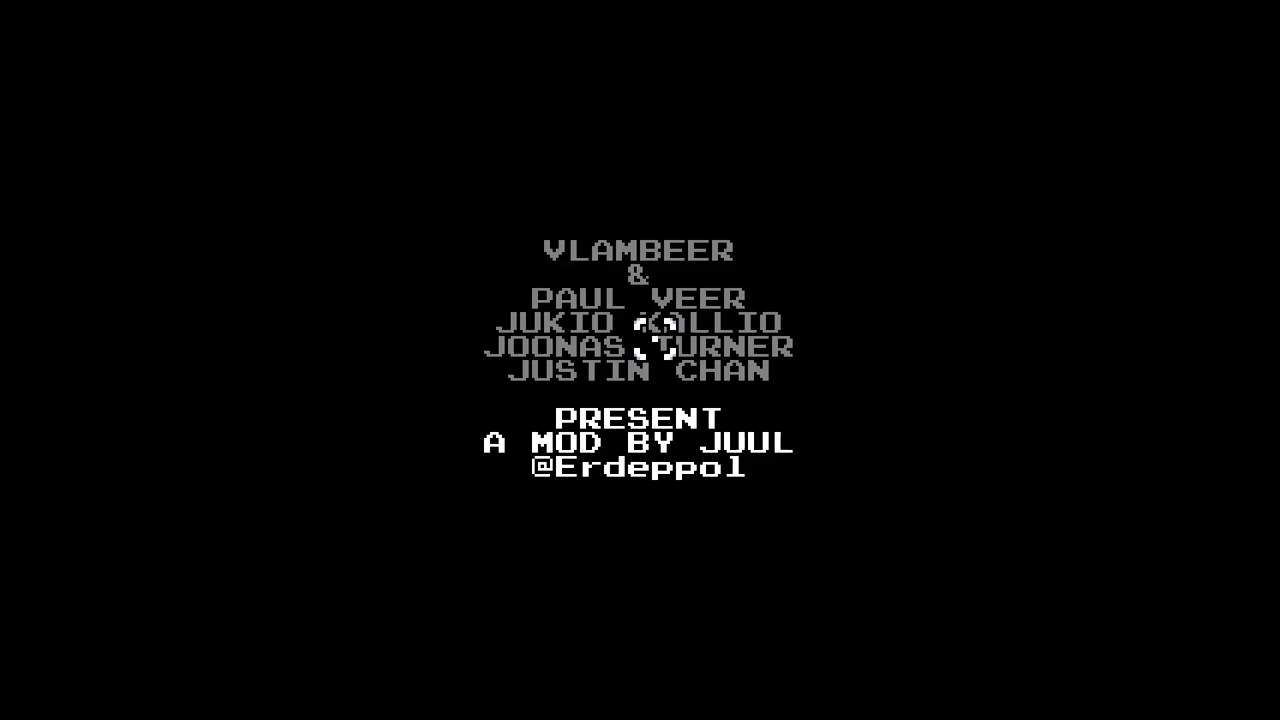 VLAMBEER
&
PAUL VEER
JUKIO KALLIO
JOONAS TURNER
JUSTIN CHAN
PRESENT
A MOD BY JUUL
@Erdeppol